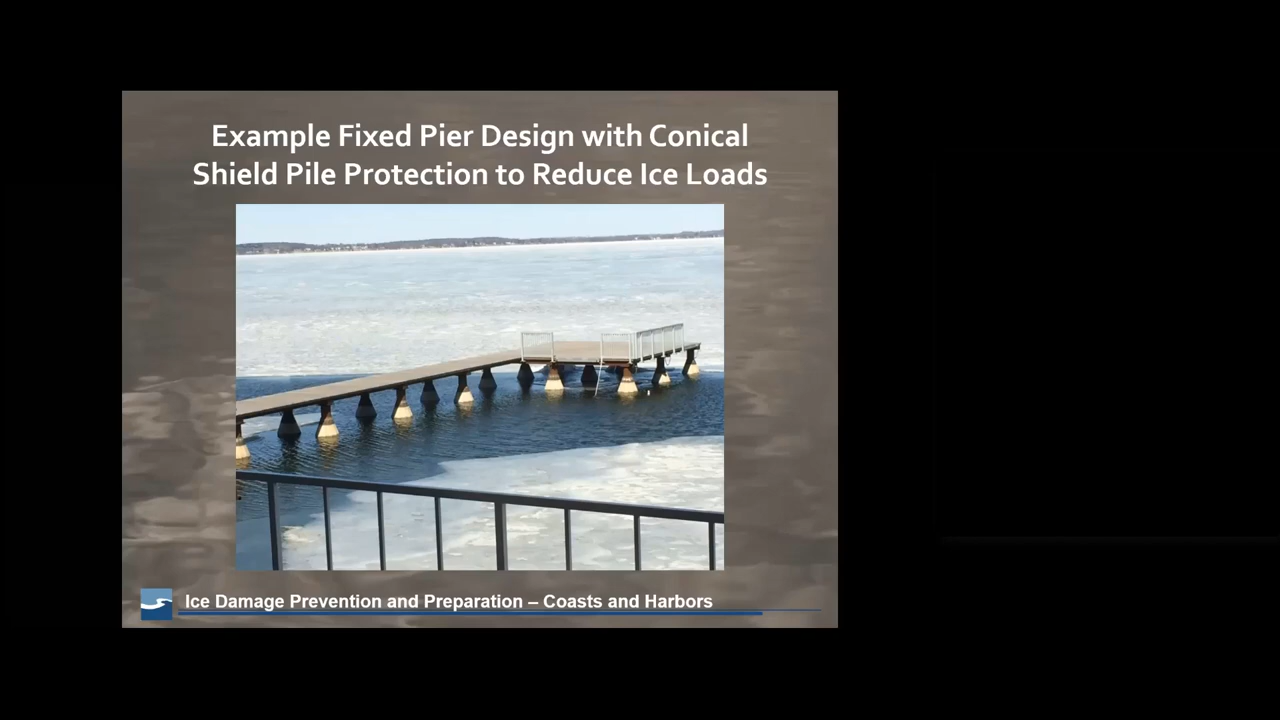 Example Fixed Pier Design with Conical
Shield Pile Protection to Reduce Ice Loads
Ice Damage Prevention and Preparation – Coasts and Harbors